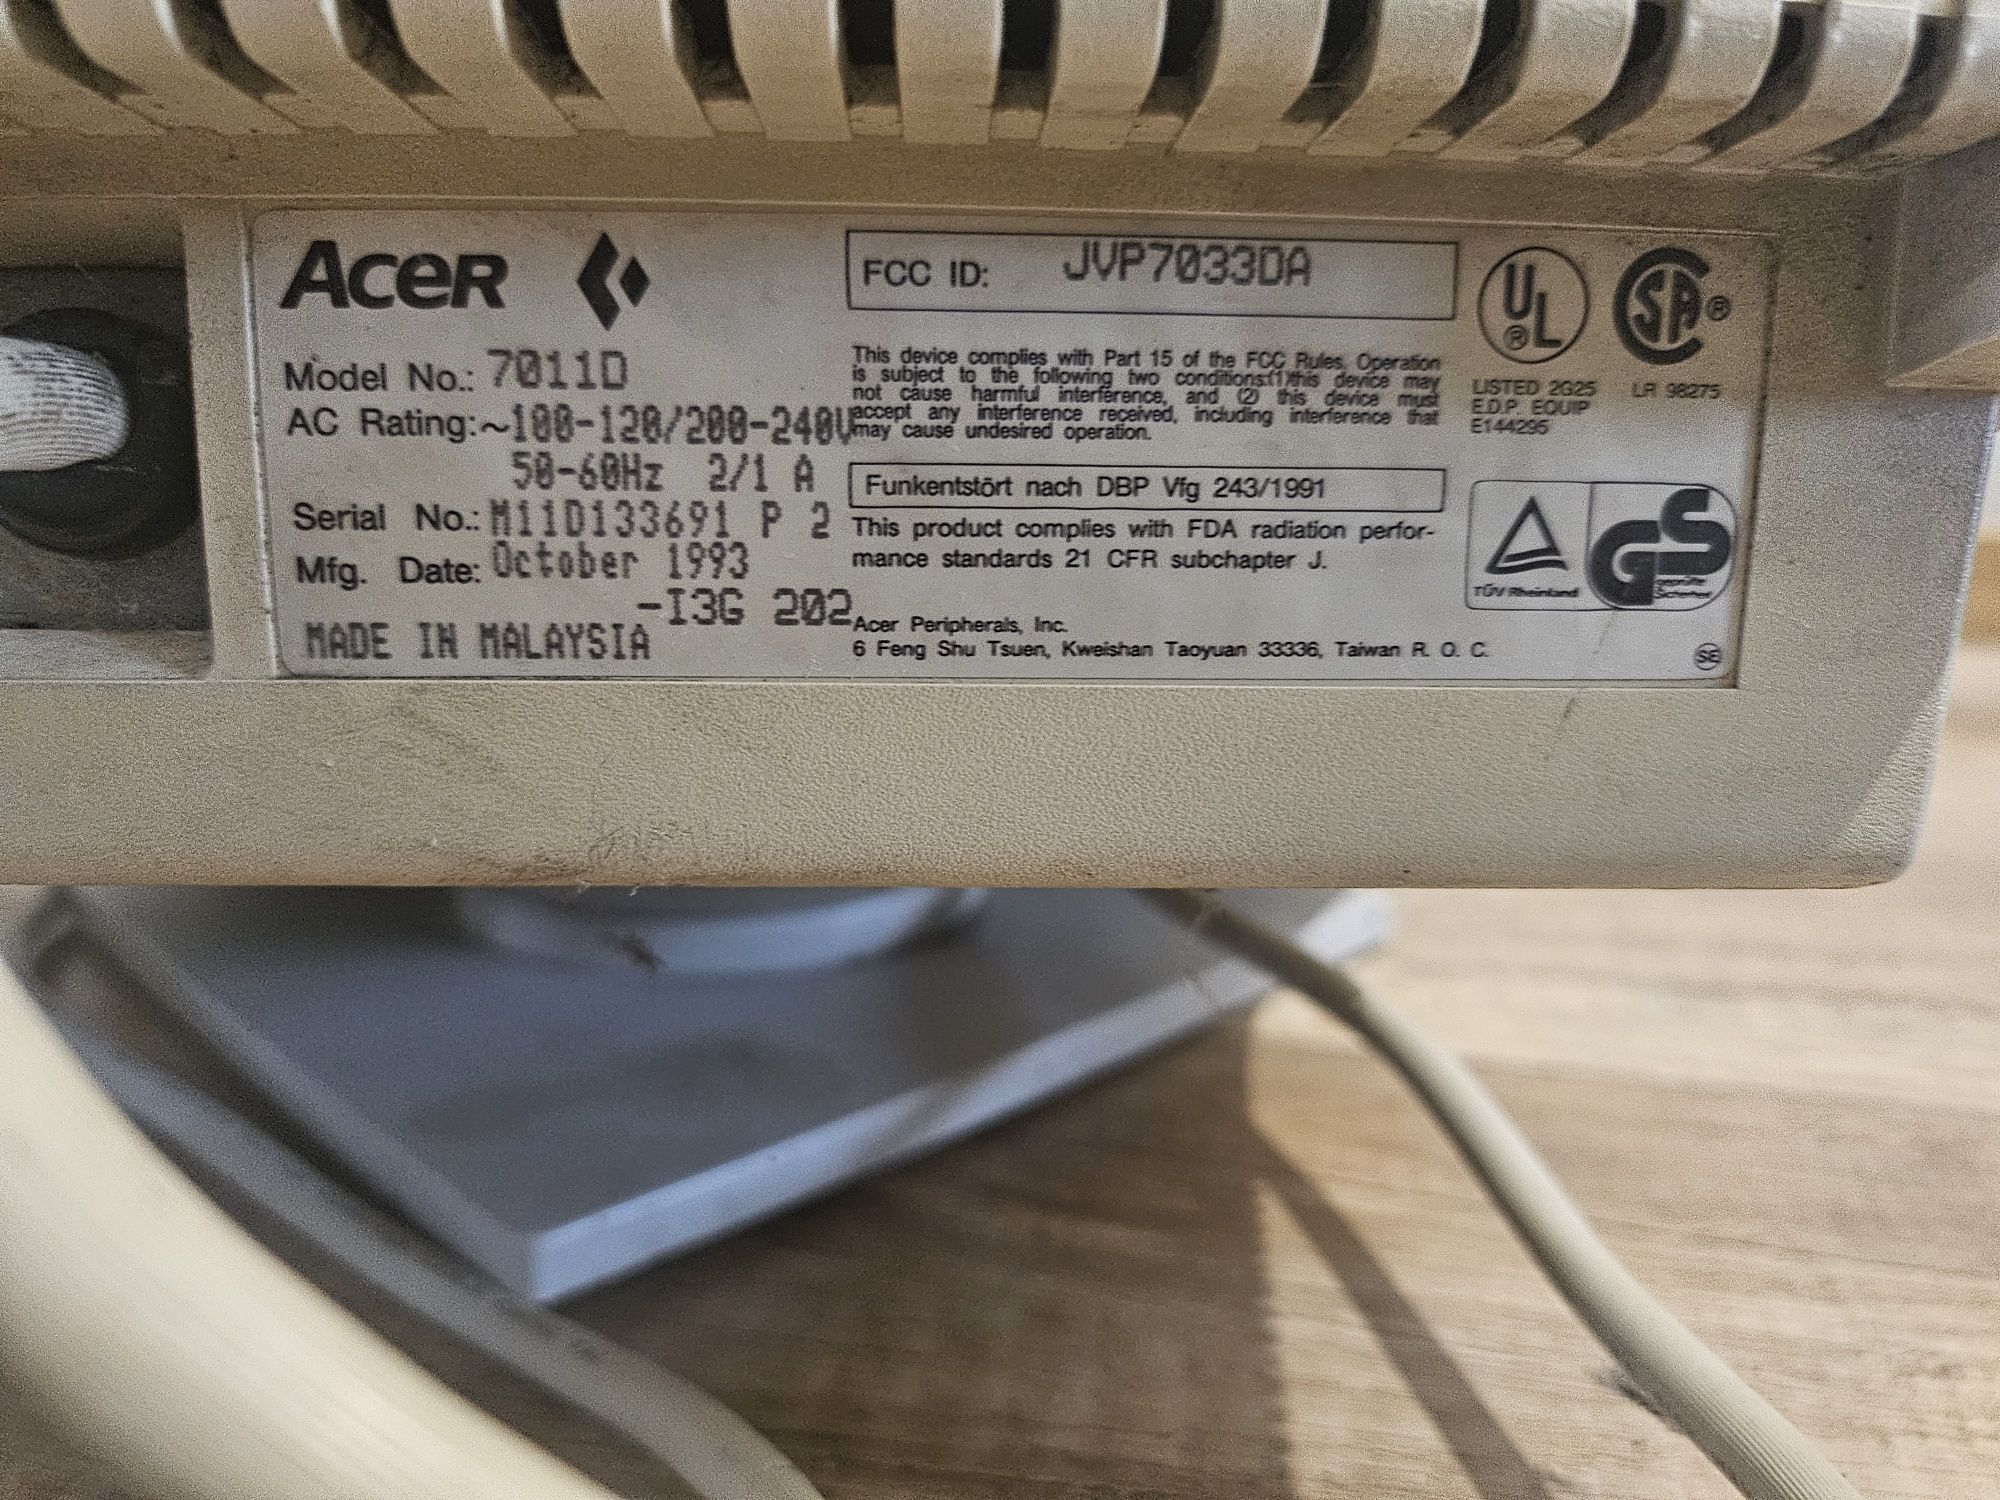 Acer
Model No.: 7011D
AC Rating:~100-120/200-240V
50-60Hz 2/1 A
Serial No.: M11D133691 P 2
Mfg. Date: October 1993
-I3G 202
MADE IN MALAYSIA
FCC ID: JVP7033DA
This device complies with Part 15 of the FCC Rules. Operation
is subject to the following two conditions:(1)this device may
not cause harmful interference, and (2) this device must
accept any interference received, including interference that
may cause undesired operation.
Funkentstört nach DBP Vfg 243/1991
This product complies with FDA radiation perfor-
mance standards 21 CFR subchapter J.
Acer Peripherals, Inc.
6 Feng Shu Tsuen, Kweishan Taoyuan 33336, Taiwan R. O. C.
UL ®
LISTED 2G25
E.D.P. EQUIP
E144295
SA ®
LR 98275
TÜV Rheinland
GS
geprüfte
Sicherheit
SE